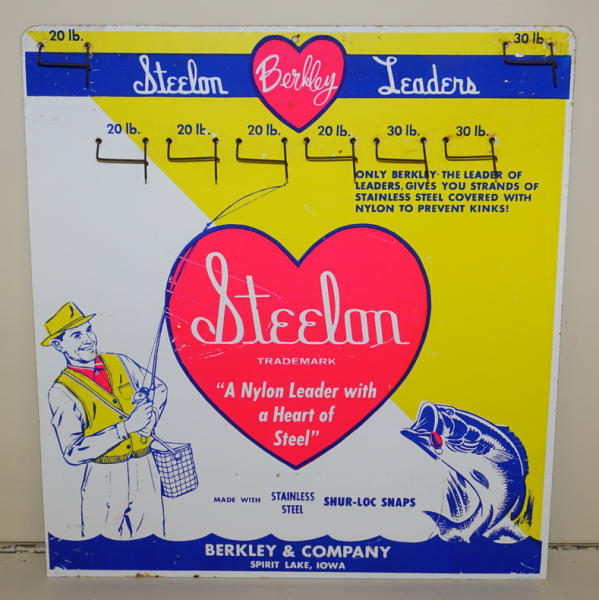 20 lb.
30 lb.
Steelon Berkley Leaders
20 lb. 20 lb. 20 lb. 20 lb. 30 lb. 30 lb.
ONLY BERKLEY THE LEADER OF
LEADERS, GIVES YOU STRANDS OF
STAINLESS STEEL COVERED WITH
NYLON TO PREVENT KINKS!
Steelon
TRADEMARK
"A Nylon Leader with
a Heart of
Steel"
MADE WITH STAINLESS STEEL SHUR-LOC SNAPS
BERKLEY & COMPANY
SPIRIT LAKE, IOWA